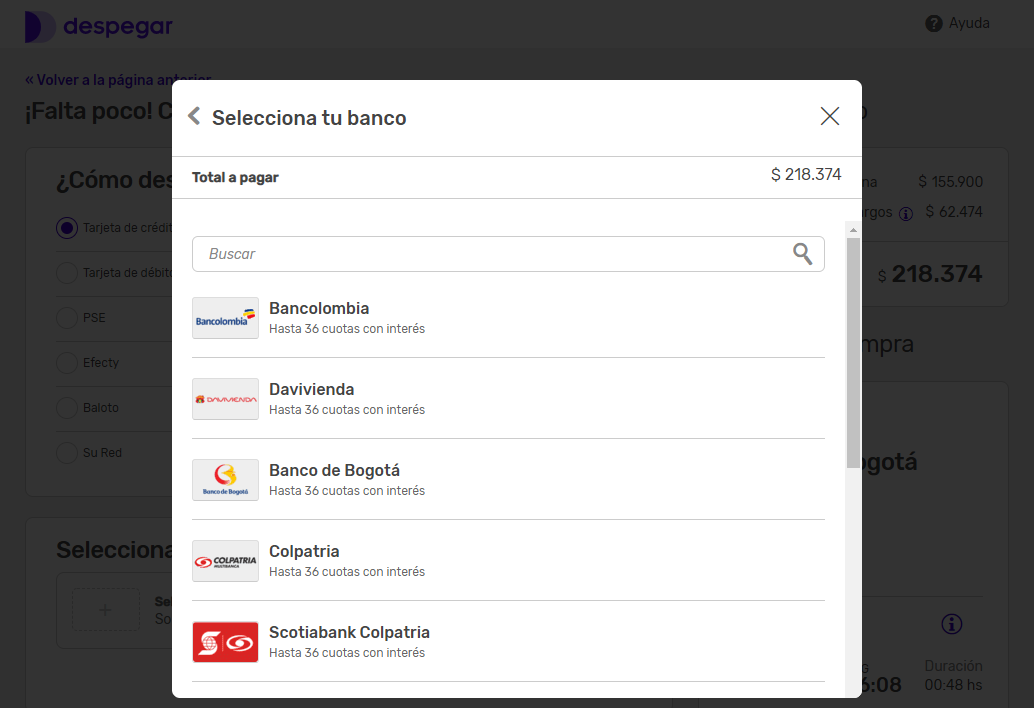 despegar
Ayuda
« Volver a la página anterior
¡Falta poco! C
Selecciona tu banco
Total a pagar
$ 218.374
¿Cómo des
Tarjeta de crédit
Tarjeta de débito
PSE
Efecty
Baloto
Su Red
Selecciona
Buscar
Bancolombia
Bancolombia
Hasta 36 cuotas con interés
DAVIVIENDA
Davivienda
Hasta 36 cuotas con interés
Banco de Bogotá
Banco de Bogotá
Hasta 36 cuotas con interés
COLPATRIA
MULTIBANCA
Colpatria
Hasta 36 cuotas con interés
Scotiabank Colpatria
Hasta 36 cuotas con interés
na
$ 155.900
rgos
$ 62.474
$ 218.374
mpra
ogotá
Duración
6:08
00:48 hs